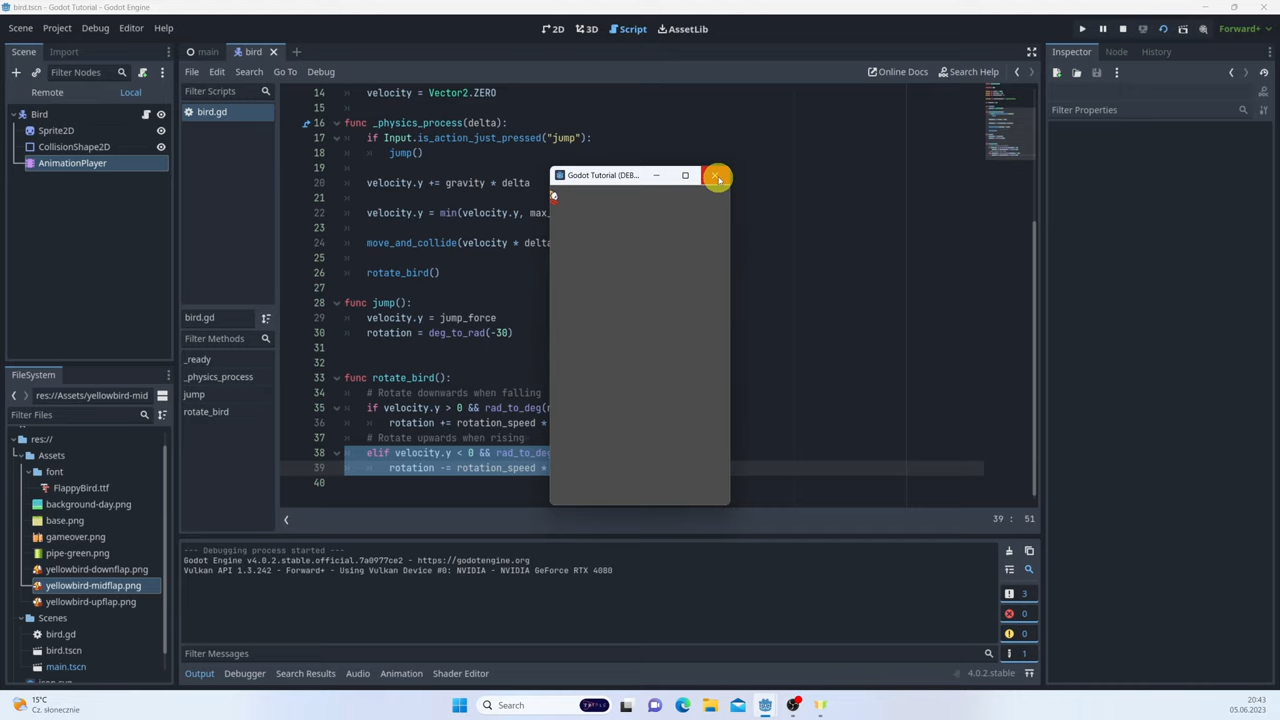 bird.tscn - Godot Tutorial - Godot Engine
Scene Project Debug Editor Help
2D 3D Script AssetLib
Forward+
Scene Import
main bird
Inspector Node History
Filter Nodes
File Edit Search Go To Debug
Online Docs Search Help
Remote Local
Filter Scripts
bird.gd
Filter Properties
Bird
Sprite2D
CollisionShape2D
AnimationPlayer
14 velocity = Vector2.ZERO
15
16 func _physics_process(delta):
17 if Input.is_action_just_pressed("jump"):
18 jump()
19
20 velocity.y += gravity * delta
21
22 velocity.y = min(velocity.y, max_
23
24 move_and_collide(velocity * delta
25
26 rotate_bird()
27
28 func jump():
29 velocity.y = jump_force
30 rotation = deg_to_rad(-30)
31
32
33 func rotate_bird():
34 # Rotate downwards when falling
35 if velocity.y > 0 && rad_to_deg(
36 rotation += rotation_speed *
37 # Rotate upwards when rising
38 elif velocity.y < 0 && rad_to_de
39 rotation -= rotation_speed *
40
Godot Tutorial (DEB...
bird.gd
Filter Methods
_ready
_physics_process
jump
rotate_bird
39 : 51
FileSystem
res://Assets/yellowbird-mid
Filter Files
res://
Assets
font
FlappyBird.ttf
background-day.png
base.png
gameover.png
pipe-green.png
yellowbird-downflap.png
yellowbird-midflap.png
yellowbird-upflap.png
Scenes
bird.gd
bird.tscn
main.tscn
--- Debugging process started ---
Godot Engine v4.0.2.stable.official.7a0977ce2 - https://godotengine.org
Vulkan API 1.3.242 - Forward+ - Using Vulkan Device #0: NVIDIA - NVIDIA GeForce RTX 4080
3
0
0
1
Filter Messages
Output Debugger Search Results Audio Animation Shader Editor
4.0.2.stable
15°C
Cz. słonecznie
Search
20:43
05.06.2023